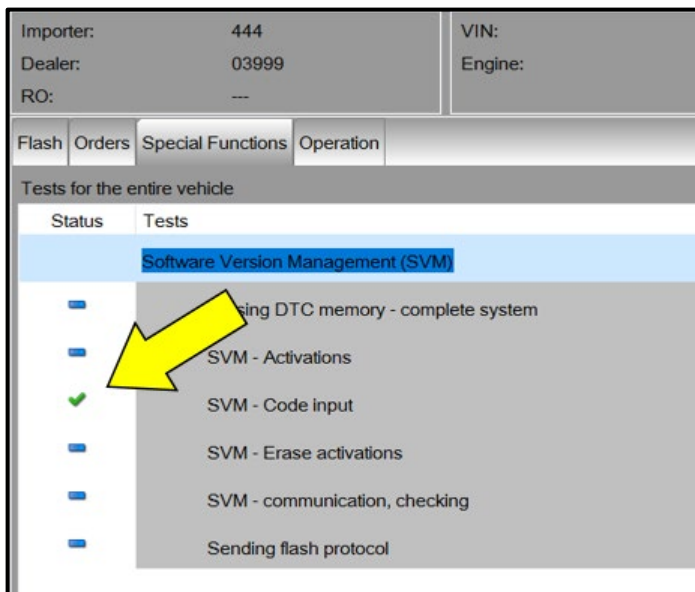 Importer: 444 VIN:
Dealer: 03999 Engine:
RO: ---
Flash Orders Special Functions Operation
Tests for the entire vehicle
Status Tests
Software Version Management (SVM)
DTC memory - complete system
SVM - Activations
SVM - Code input
SVM - Erase activations
SVM - communication, checking
Sending flash protocol